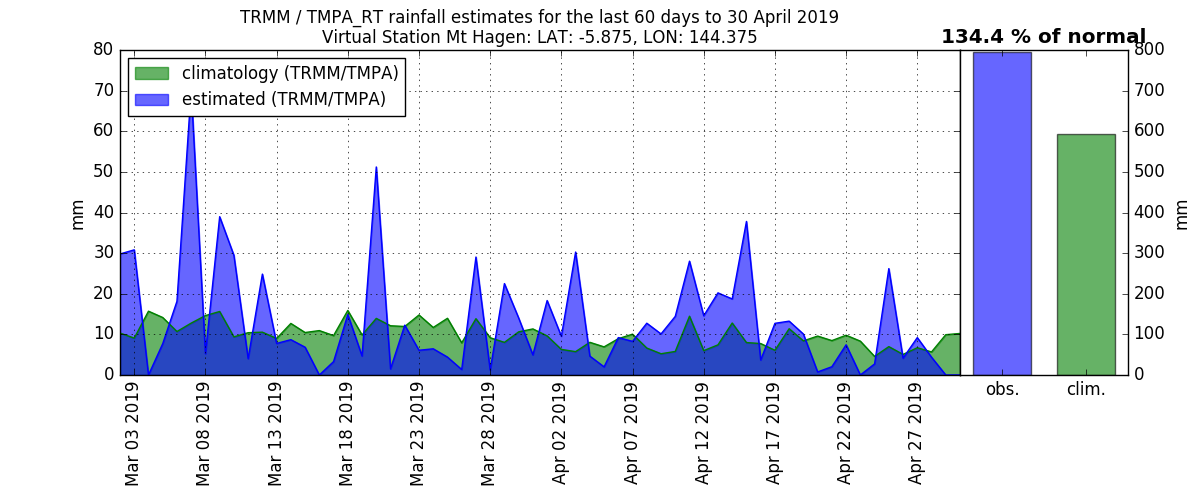 TRMM / TMPA_RT rainfall estimates for the last 60 days to 30 April 2019
Virtual Station Mt Hagen: LAT: -5.875, LON: 144.375
134.4 % of normal
climatology (TRMM/TMPA)
estimated (TRMM/TMPA)
mm
80
70
60
50
40
30
20
10
0
Mar 03 2019
Mar 08 2019
Mar 13 2019
Mar 18 2019
Mar 23 2019
Mar 28 2019
Apr 02 2019
Apr 07 2019
Apr 12 2019
Apr 17 2019
Apr 22 2019
Apr 27 2019
obs.
clim.
800
700
600
500
400
300
200
100
0
mm